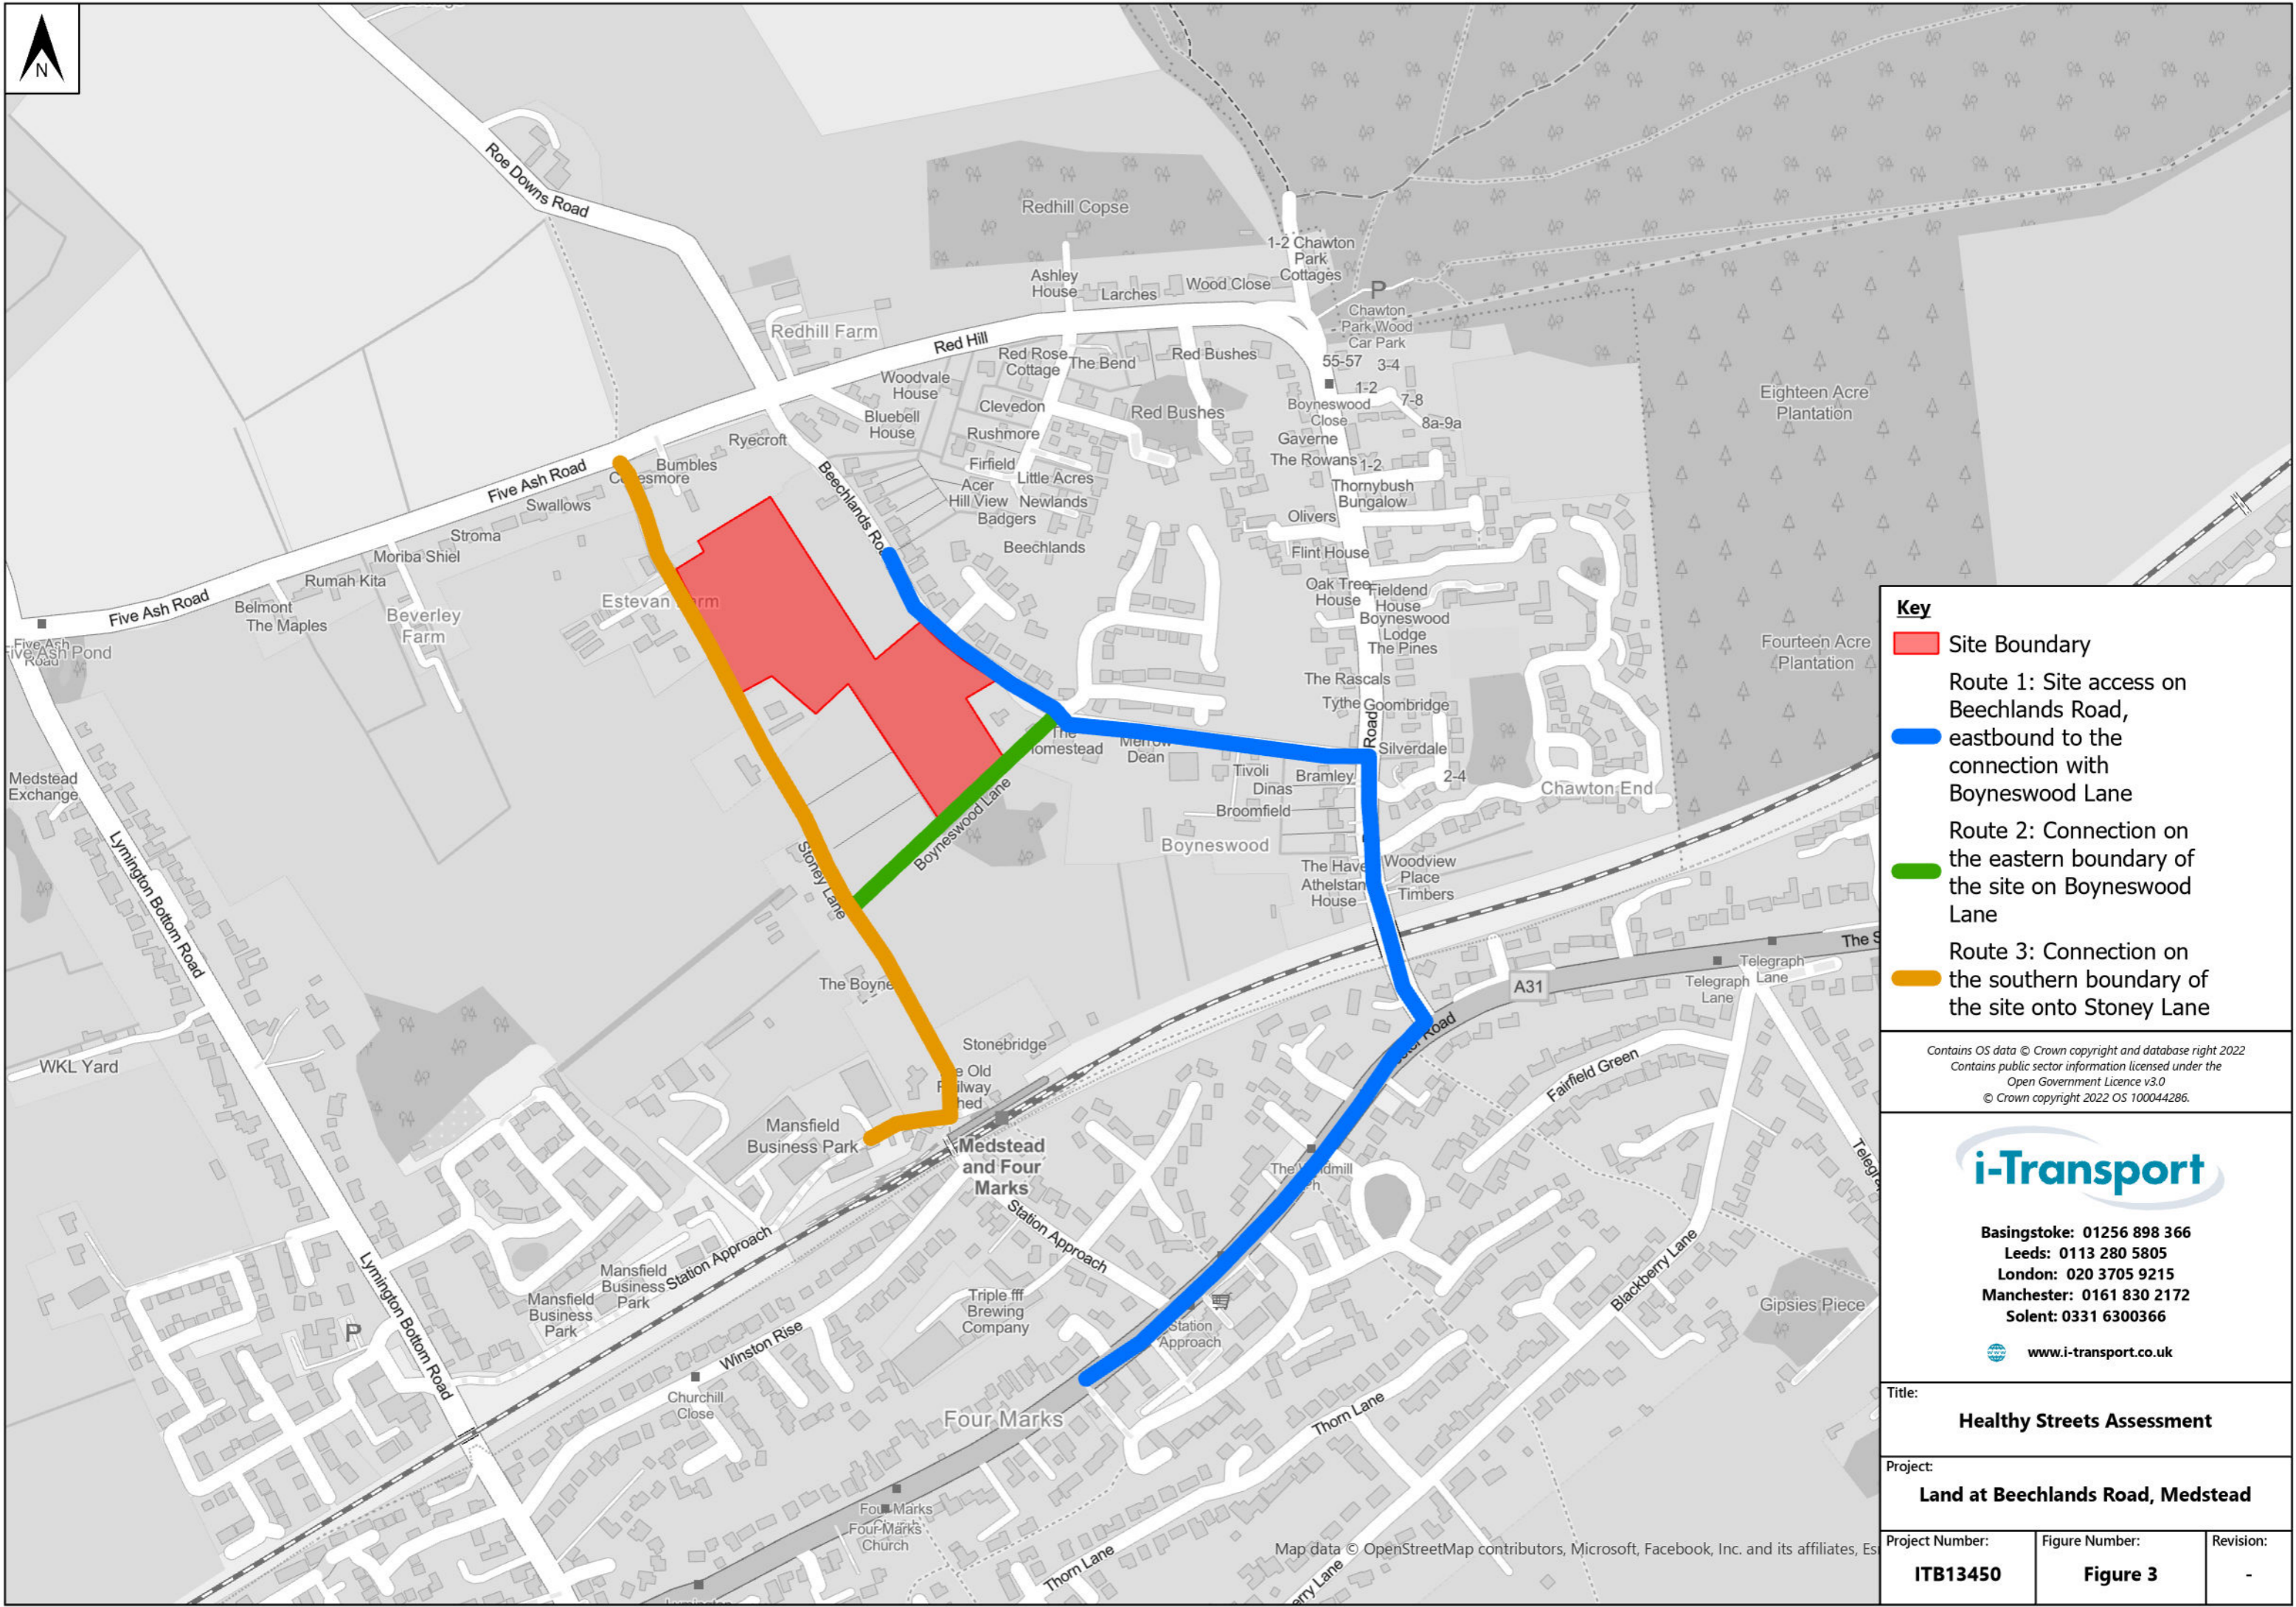 N
Roe Downs Road
Redhill Copse
1-2 Chawton
Park
Cottages
Ashley
House
Larches
Wood Close
P
Chawton
Park Wood
Car Park
Redhill Farm
Red Hill
Red Rose
Cottage
The Bend
Red Bushes
55-57
3-4
1-2
7-8
8a-9a
Woodvale
House
Bluebell
House
Clevedon
Red Bushes
Boyneswood
Close
Gaverne
The Rowans
1-2
Eighteen Acre
Plantation
Ryecroft
Rushmore
Firfield
Little Acres
Acer
Hill View
Newlands
Badgers
Beechlands
Thornybush
Bungalow
Olivers
Flint House
Bumbles
Five Ash Road
Swallows
Stroma
Moriba Shiel
Rumah Kita
Belmont
The Maples
Five Ash Road
Beverley
Farm
Estevan
Beechlands
Oak Tree
House
Fieldend
House
Boyneswood
Lodge
The Pines
The Rascals
Tythe
Goombridge
Road
Silverdale
Fourteen Acre
Plantation
Five Ash
Road
Ash Pond
Medstead
Exchange
The
Merrow
Dean
Tivoli
Dinas
Bramley
2-4
Broomfield
Chawton End
Boyneswood
Boyneswood Lane
Stoney Lane
The
Athelstan
House
Woodview
Place
Timbers
Lymington Bottom Road
The
Stonebridge
Old
A31
Telegraph
Lane
Telegraph
Lane
WKL Yard
Mansfield
Business Park
Medstead
and Four
Marks
Road
Fairfield Green
The
Station Approach
Station Approach
Mansfield
Business
Park
Mansfield
Business
Park
P
Lymington Bottom Road
Triple fff
Brewing
Company
Station
Approach
Blackberry Lane
Gipsies Piece
Winston Rise
Churchill
Close
Four Marks
Thorn Lane
Four Marks
Four Marks
Church
Thorn Lane
Lane
Map data © OpenStreetMap contributors, Microsoft, Facebook, Inc. and its affiliates,
Key
Site Boundary
Route 1: Site access on
Beechlands Road,
eastbound to the
connection with
Boyneswood Lane
Route 2: Connection on
the eastern boundary of
the site on Boyneswood
Lane
Route 3: Connection on
the southern boundary of
the site onto Stoney Lane
Contains OS data © Crown copyright and database right 2022
Contains public sector information licensed under the
Open Government Licence v3.0
© Crown copyright 2022 OS 100044286.
i-Transport
Basingstoke: 01256 898 366
Leeds: 0113 280 5805
London: 020 3705 9215
Manchester: 0161 830 2172
Solent: 0331 6300366
www.i-transport.co.uk
Title:
Healthy Streets Assessment
Project:
Land at Beechlands Road, Medstead
Project Number:
ITB13450
Figure Number:
Figure 3
Revision:
-